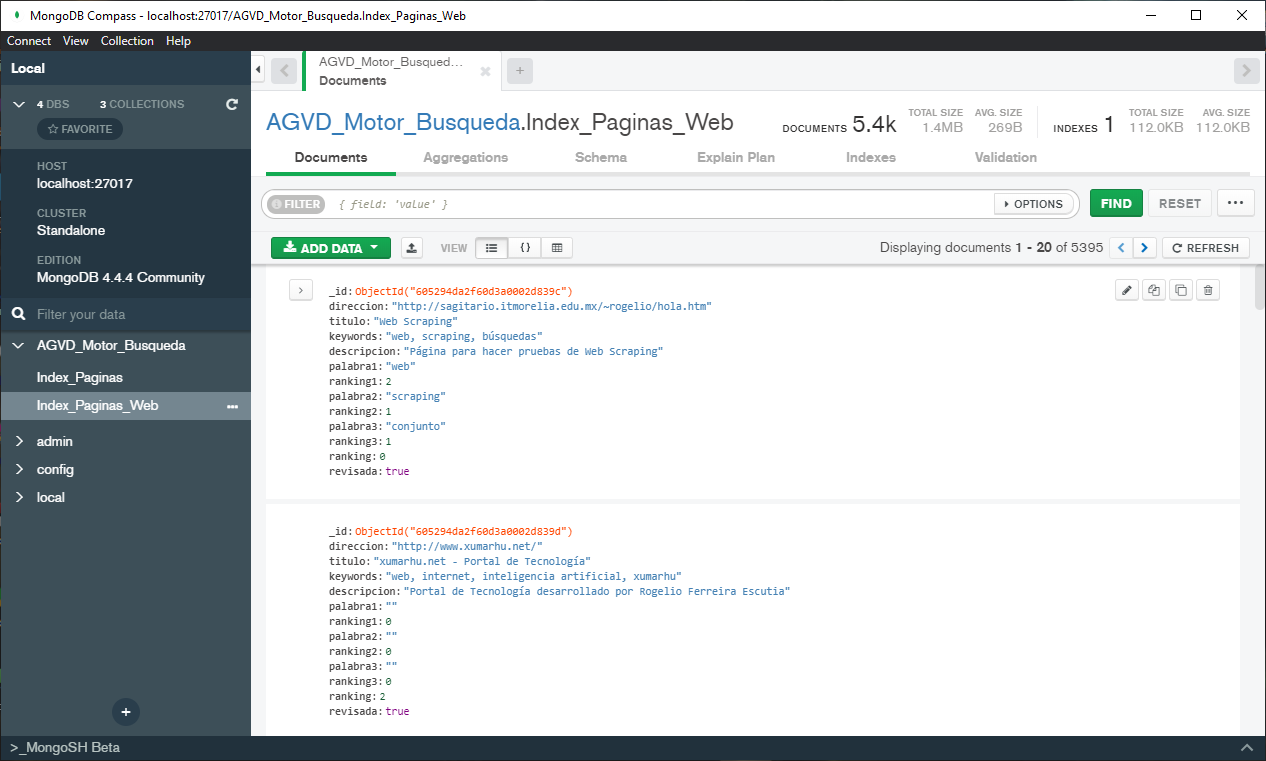 MongoDB Compass - localhost:27017/AGVD_Motor_Busqueda.Index_Paginas_Web
Connect View Collection Help
Local
4 DBS 3 COLLECTIONS
FAVORITE
HOST
localhost:27017
CLUSTER
Standalone
EDITION
MongoDB 4.4.4 Community
Filter your data
AGVD_Motor_Busqueda
Index_Paginas
Index_Paginas_Web
admin
config
local
AGVD_Motor_Busqued...
Documents
AGVD_Motor_Busqueda.Index_Paginas_Web
DOCUMENTS 5.4k
TOTAL SIZE
1.4MB
AVG. SIZE
269B
INDEXES 1
TOTAL SIZE
112.0KB
AVG. SIZE
112.0KB
Documents Aggregations Schema Explain Plan Indexes Validation
FILTER { field: 'value' } OPTIONS FIND RESET
ADD DATA VIEW {} Displaying documents 1 - 20 of 5395 REFRESH
_id:ObjectId("605294da2f60d3a0002d839c")
direccion:"http://sagitario.itmorelia.edu.mx/~rogelio/hola.htm"
titulo:"Web Scraping"
keywords:"web, scraping, búsquedas"
descripcion:"Página para hacer pruebas de Web Scraping"
palabra1:"web"
ranking1:2
palabra2:"scraping"
ranking2:1
palabra3:"conjunto"
ranking3:1
ranking:0
revisada:true
_id:ObjectId("605294da2f60d3a0002d839d")
direccion:"http://www.xumarhu.net/"
titulo:"xumarhu.net - Portal de Tecnología"
keywords:"web, internet, inteligencia artificial, xumarhu"
descripcion:"Portal de Tecnología desarrollado por Rogelio Ferreira Escutia"
palabra1:""
ranking1:0
palabra2:""
ranking2:0
palabra3:""
ranking3:0
ranking:2
revisada:true
>_MongoSH Beta